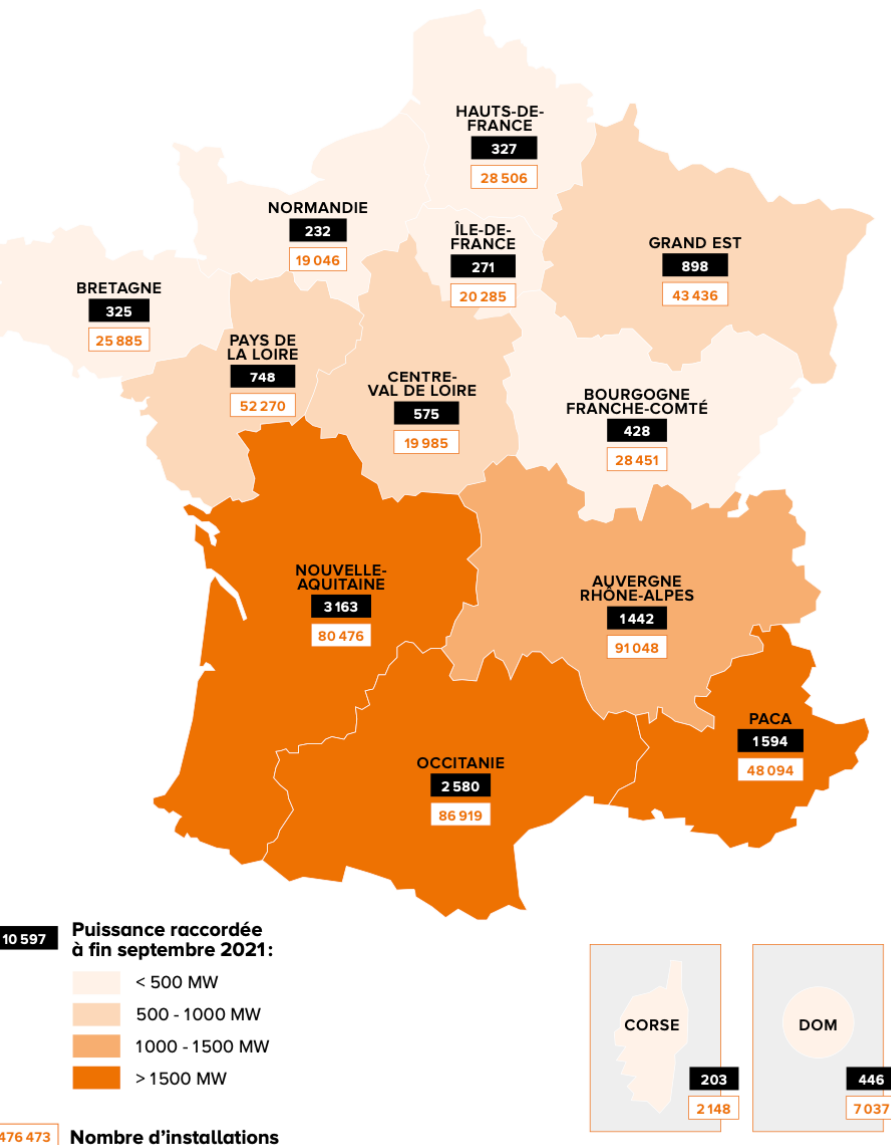 HAUTS-DE-
FRANCE
327
28 506
NORMANDIE
232
19 046
ÎLE-DE-
FRANCE
271
20 285
GRAND EST
898
43 436
BRETAGNE
325
25 885
PAYS DE
LA LOIRE
748
52 270
CENTRE-
VAL DE LOIRE
575
19 985
BOURGOGNE
FRANCHE-COMTÉ
428
28 451
NOUVELLE-
AQUITAINE
3 163
80 476
AUVERGNE
RHÔNE-ALPES
1 442
91 048
PACA
1 594
48 094
OCCITANIE
2 580
86 919
10 597
Puissance raccordée
à fin septembre 2021 :
< 500 MW
500 - 1000 MW
1000 - 1500 MW
> 1500 MW
476 473
Nombre d’installations
CORSE
203
2 148
DOM
446
7 037